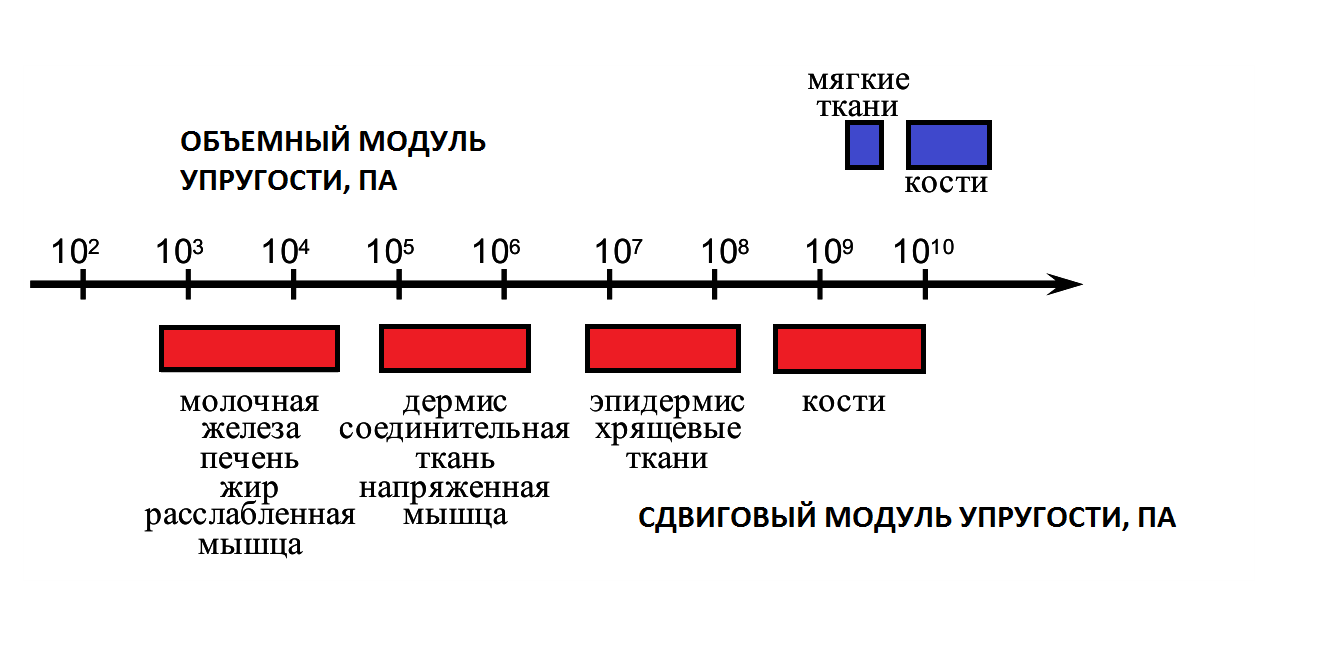 мягкие
ткани
ОБЪЕМНЫЙ МОДУЛЬ
УПРУГОСТИ, ПА
кости
10² 10³ 10⁴ 10⁵ 10⁶ 10⁷ 10⁸ 10⁹ 10¹⁰
молочная
железа
печень
жир
расслабленная
мышца
дермис
соединительная
ткань
напряженная
мышца
эпидермис
хрящевые
ткани
кости
СДВИГОВЫЙ МОДУЛЬ УПРУГОСТИ, ПА